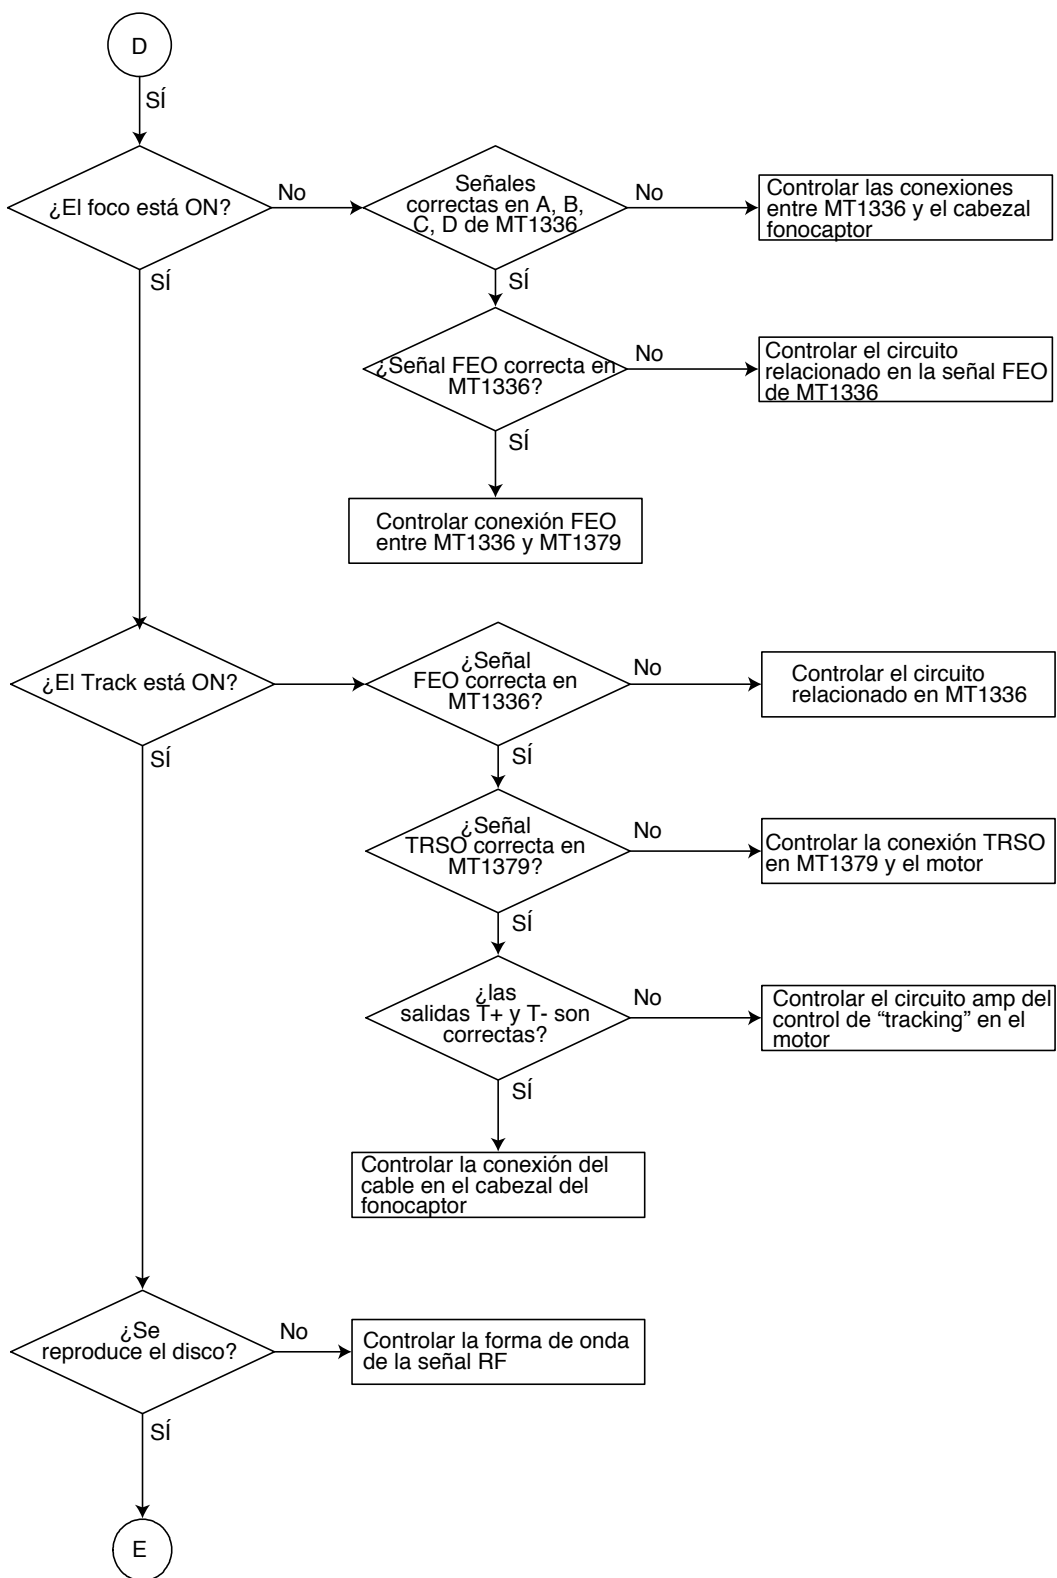 D
SÍ
¿El foco está ON?
No
Señales
correctas en A, B,
C, D de MT1336
No
Controlar las conexiones
entre MT1336 y el cabezal
fonocaptor
SÍ
SÍ
¿Señal FEO correcta en
MT1336?
No
Controlar el circuito
relacionado en la señal FEO
de MT1336
SÍ
Controlar conexión FEO
entre MT1336 y MT1379
¿El Track está ON?
¿Señal
FEO correcta en
MT1336?
No
Controlar el circuito
relacionado en MT1336
SÍ
SÍ
¿Señal
TRSO correcta en
MT1379?
No
Controlar la conexión TRSO
en MT1379 y el motor
SÍ
¿las
salidas T+ y T- son
correctas?
No
Controlar el circuito amp del
control de “tracking” en el
motor
SÍ
Controlar la conexión del
cable en el cabezal del
fonocaptor
¿Se
reproduce el disco?
No
Controlar la forma de onda
de la señal RF
SÍ
E